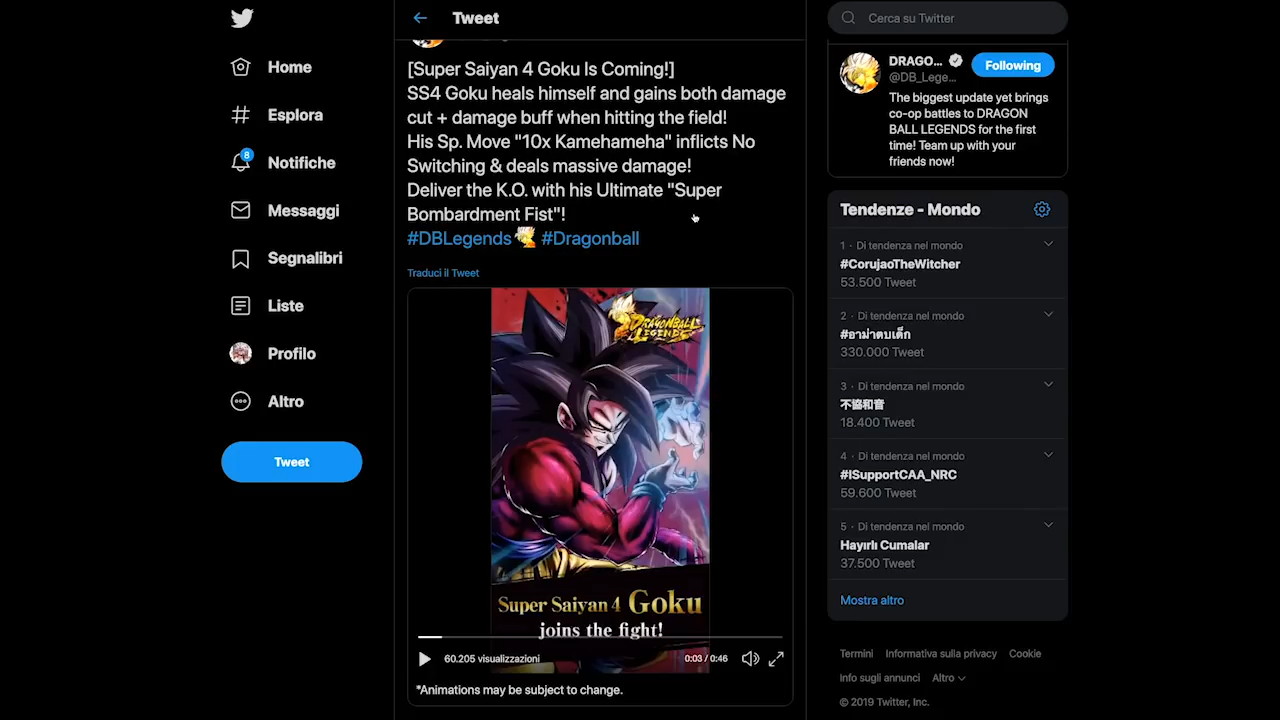 Home
Esplora
8
Notifiche
Messaggi
Segnalibri
Liste
Profilo
Altro
Tweet
Tweet
[Super Saiyan 4 Goku Is Coming!]
SS4 Goku heals himself and gains both damage
cut + damage buff when hitting the field!
His Sp. Move "10x Kamehameha" inflicts No
Switching & deals massive damage!
Deliver the K.O. with his Ultimate "Super
Bombardment Fist"!
#DBLegends #Dragonball
Traduci il Tweet
DRAGONBALL
LEGENDS
Super Saiyan 4 Goku
joins the fight!
60.205 visualizzazioni
0:03 / 0:46
*Animations may be subject to change.
Cerca su Twitter
DRAGO...
@DB_Lege...
Following
The biggest update yet brings
co-op battles to DRAGON
BALL LEGENDS for the first
time! Team up with your
friends now!
Tendenze - Mondo
1 · Di tendenza nel mondo
#CorujaoTheWitcher
53.500 Tweet
2 · Di tendenza nel mondo
#อาม่าตบเด็ก
330.000 Tweet
3 · Di tendenza nel mondo
不協和音
18.400 Tweet
4 · Di tendenza nel mondo
#ISupportCAA_NRC
59.600 Tweet
5 · Di tendenza nel mondo
Hayırlı Cumalar
37.500 Tweet
Mostra altro
Termini Informativa sulla privacy Cookie
Info sugli annunci Altro
© 2019 Twitter, Inc.